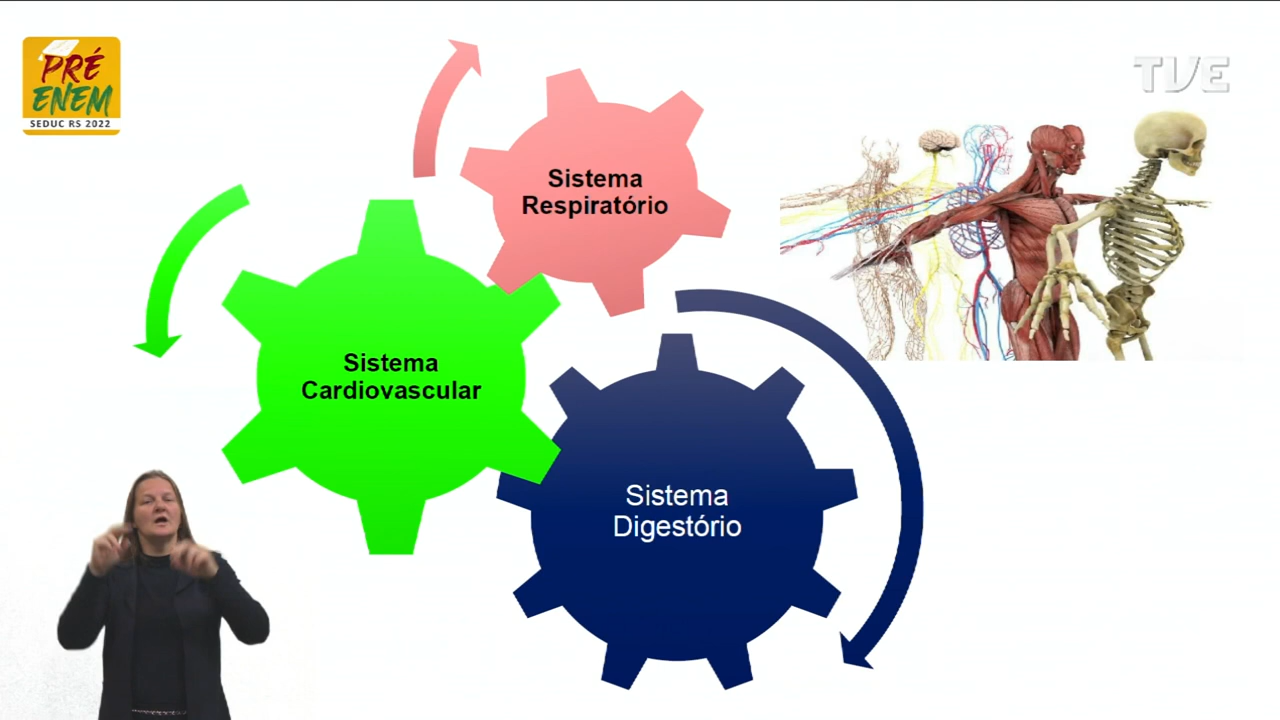 PRÉ
ENEM
SEDUC RS 2022
TVE
Sistema
Respiratório
Sistema
Cardiovascular
Sistema
Digestório